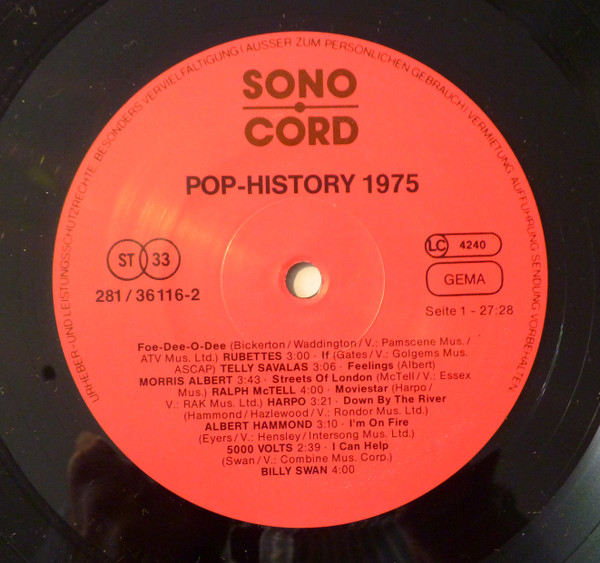 URHEBER-UND LEISTUNGSSCHUTZRECHTE BESONDERS VERVIELFÄLTIGUNG (AUSSER ZUM PERSÖNLICHEN GEBRAUCH) VERMIETUNG AUFFÜHRUNG SENDUNG VORBEHALTEN
SONO
CORD
POP-HISTORY 1975
ST 33
LC 4240
281 / 36116-2
GEMA
Seite 1 - 27:28
Foe-Dee-O-Dee (Bickerton / Waddington / V.: Pamscene Mus. /
ATV Mus. Ltd.) RUBETTES 3:00 · If (Gates / V.: Golgems Mus.
ASCAP) TELLY SAVALAS 3:06 · Feelings (Albert)
MORRIS ALBERT 3:43 · Streets Of London (McTell / V.: Essex
Mus.) RALPH McTELL 4:00 · Moviestar (Harpo /
V.: RAK Mus. Ltd.) HARPO 3:21 · Down By The River
(Hammond / Hazlewood / V.: Rondor Mus. Ltd.)
ALBERT HAMMOND 3:10 · I'm On Fire
(Eyers / V.: Hensley / Intersong Mus. Ltd.)
5000 VOLTS 2:39 · I Can Help
(Swan / V.: Combine Mus. Corp.)
BILLY SWAN 4:00